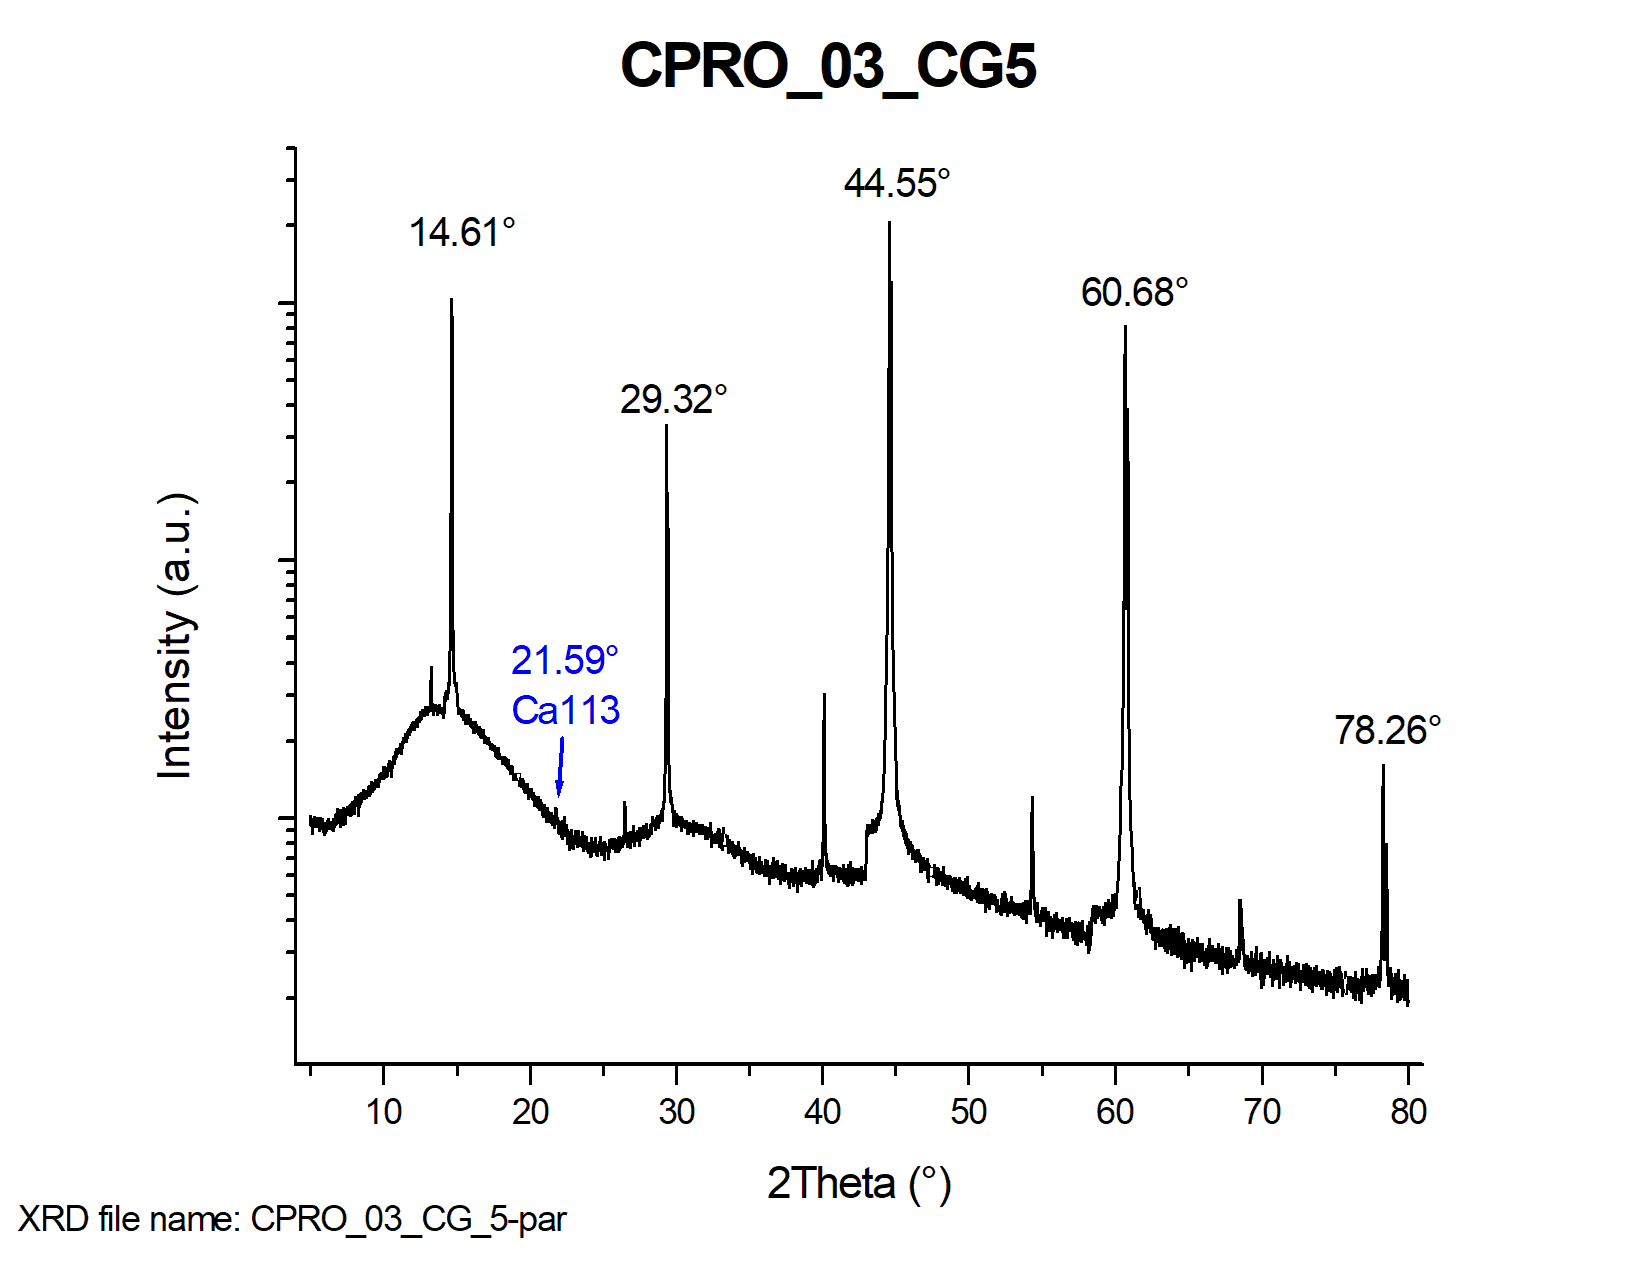 CPRO_03_CG5
44.55°
14.61°
60.68°
29.32°
21.59°
Ca113
78.26°
Intensity (a.u.)
10 20 30 40 50 60 70 80
2Theta (°)
XRD file name: CPRO_03_CG_5-par